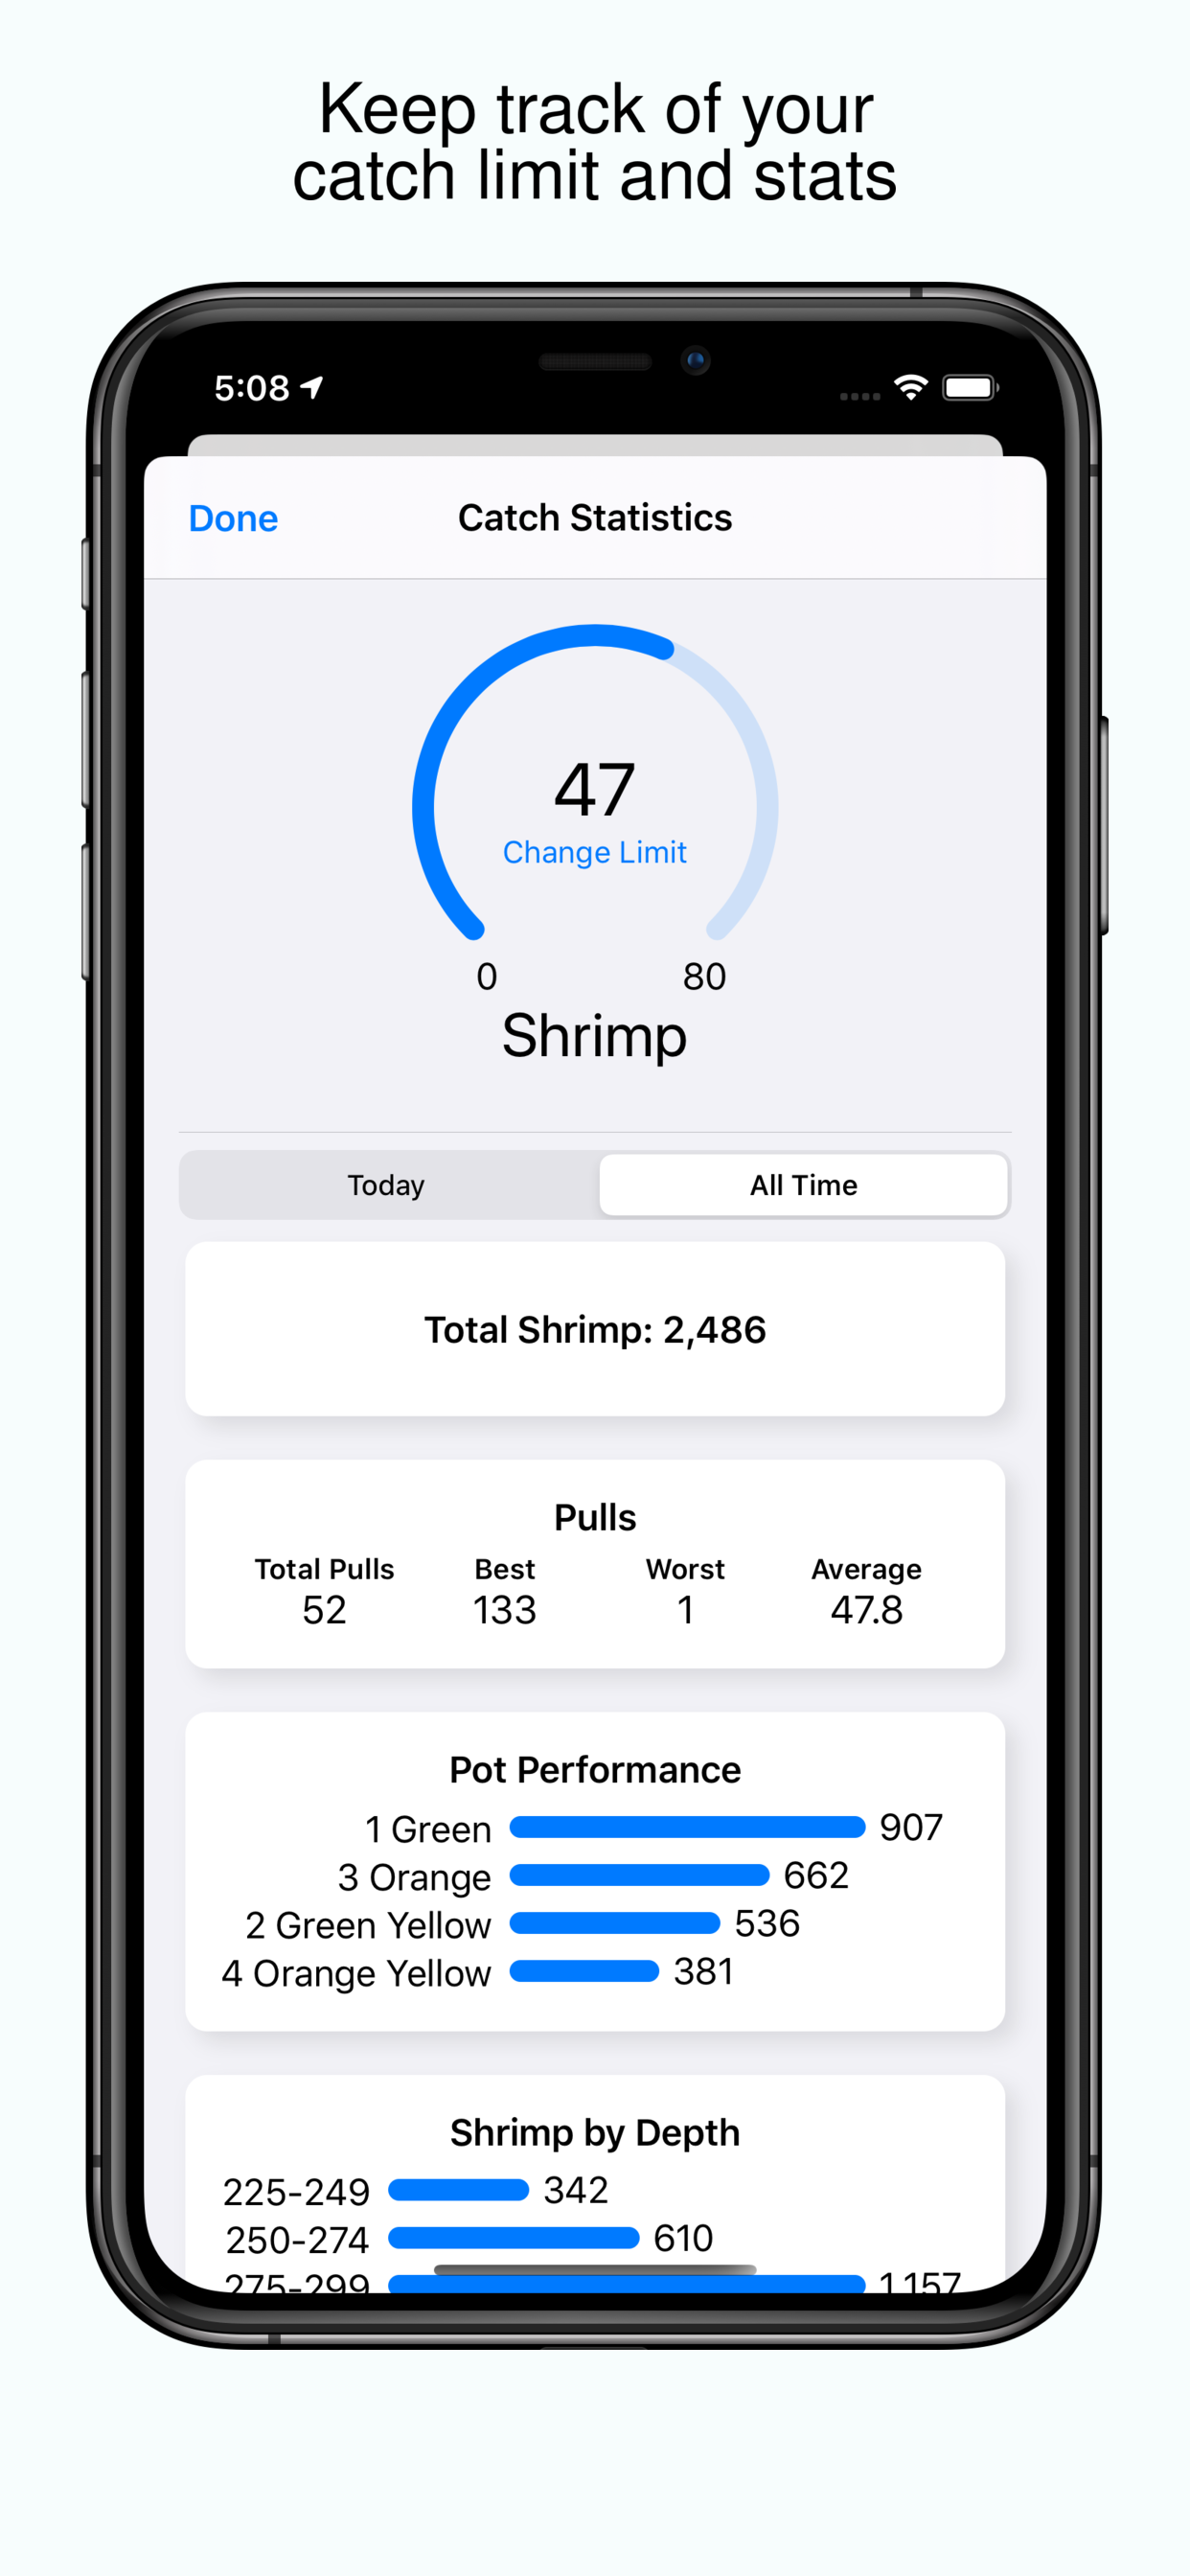 Keep track of your
catch limit and stats
5:08
Done Catch Statistics
47
Change Limit
0 80
Shrimp
Today All Time
Total Shrimp: 2,486
Pulls
Total Pulls Best Worst Average
52 133 1 47.8
Pot Performance
1 Green 907
3 Orange 662
2 Green Yellow 536
4 Orange Yellow 381
Shrimp by Depth
225-249 342
250-274 610
275-299 1,157